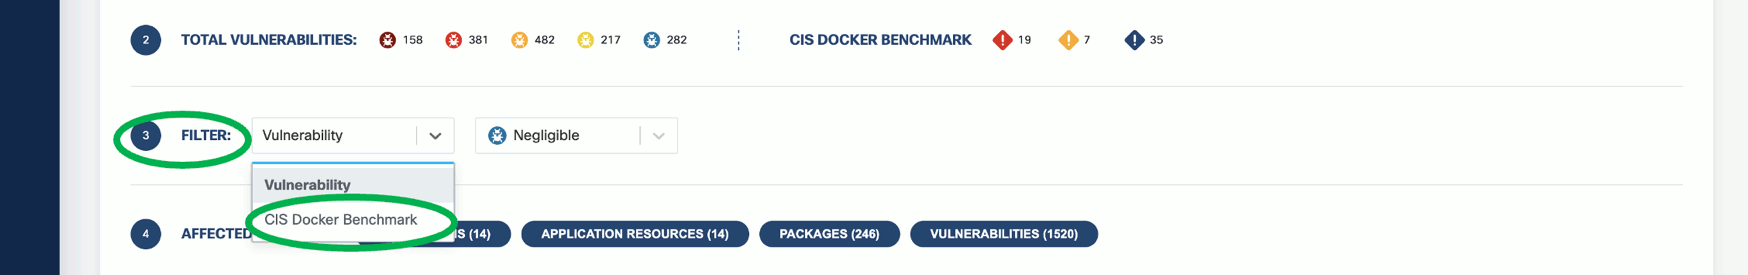 2 TOTAL VULNERABILITIES: 158 381 482 217 282 CIS DOCKER BENCHMARK 19 7 35
3 FILTER: Vulnerability Negligible
Vulnerability
CIS Docker Benchmark
4 AFFECTED S (14) APPLICATION RESOURCES (14) PACKAGES (246) VULNERABILITIES (1520)